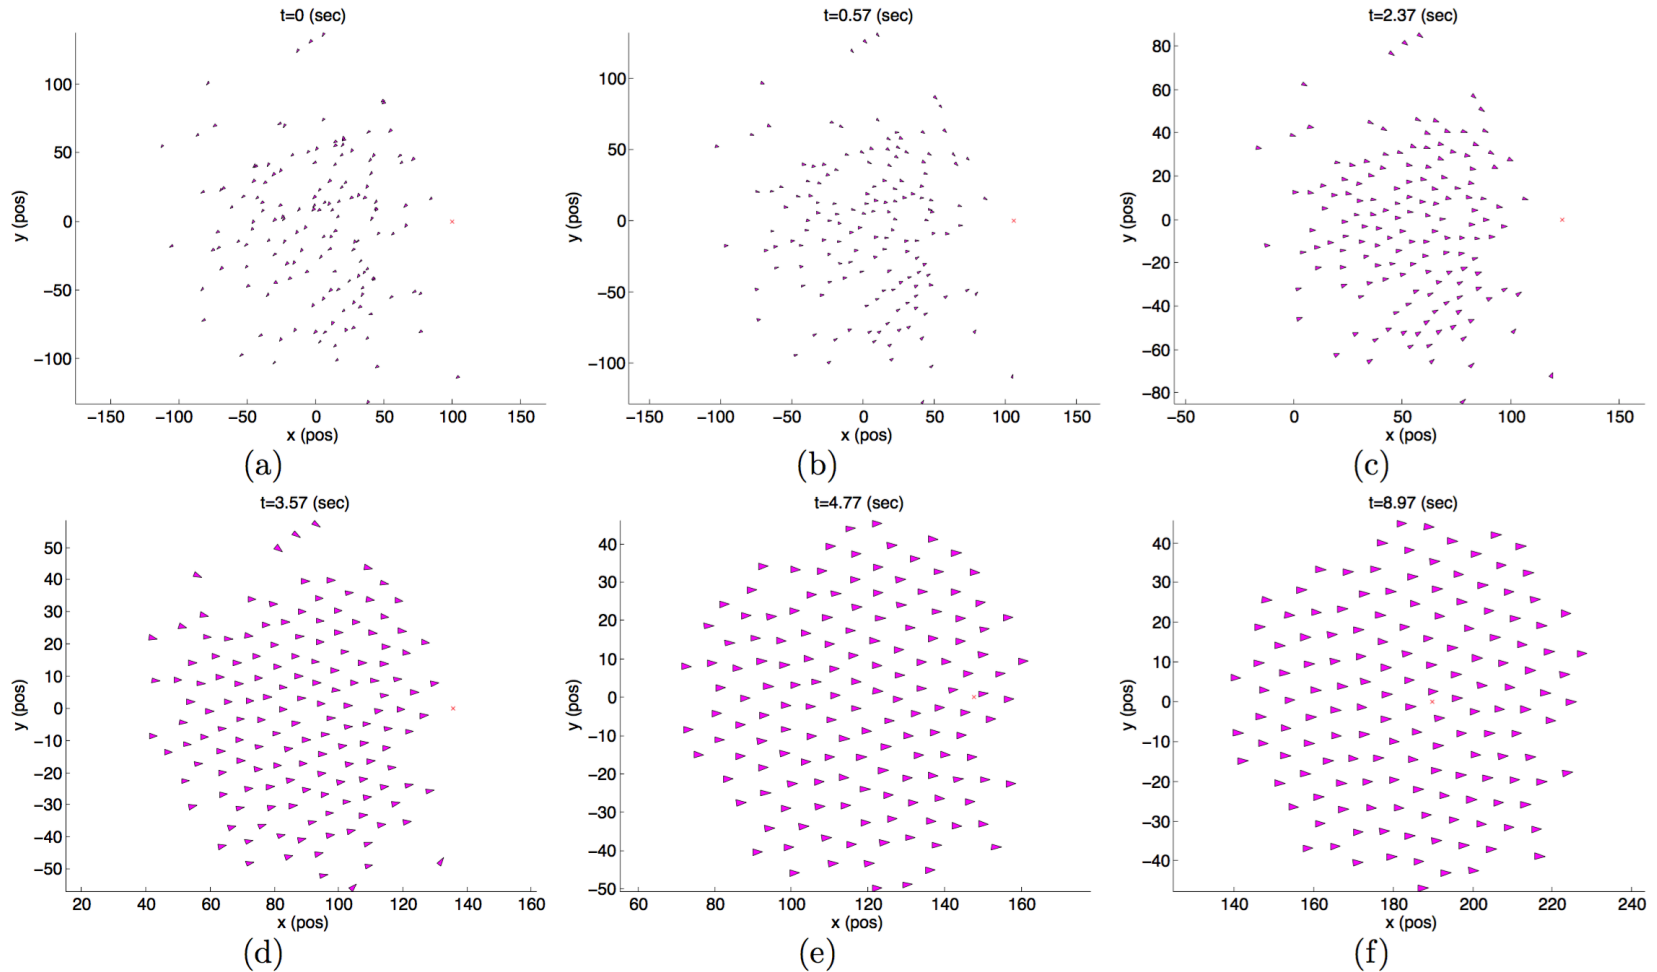 t=0 (sec)
y (pos)
100
50
0
−50
−100
−150 −100 −50 0 50 100 150
x (pos)
(a)
t=0.57 (sec)
y (pos)
100
50
0
−50
−100
−150 −100 −50 0 50 100 150
x (pos)
(b)
t=2.37 (sec)
y (pos)
80
60
40
20
0
−20
−40
−60
−80
−50 0 50 100 150
x (pos)
(c)
t=3.57 (sec)
y (pos)
50
40
30
20
10
0
−10
−20
−30
−40
−50
20 40 60 80 100 120 140 160
x (pos)
(d)
t=4.77 (sec)
y (pos)
40
30
20
10
0
−10
−20
−30
−40
−50
60 80 100 120 140 160
x (pos)
(e)
t=8.97 (sec)
y (pos)
40
30
20
10
0
−10
−20
−30
−40
140 160 180 200 220 240
x (pos)
(f)